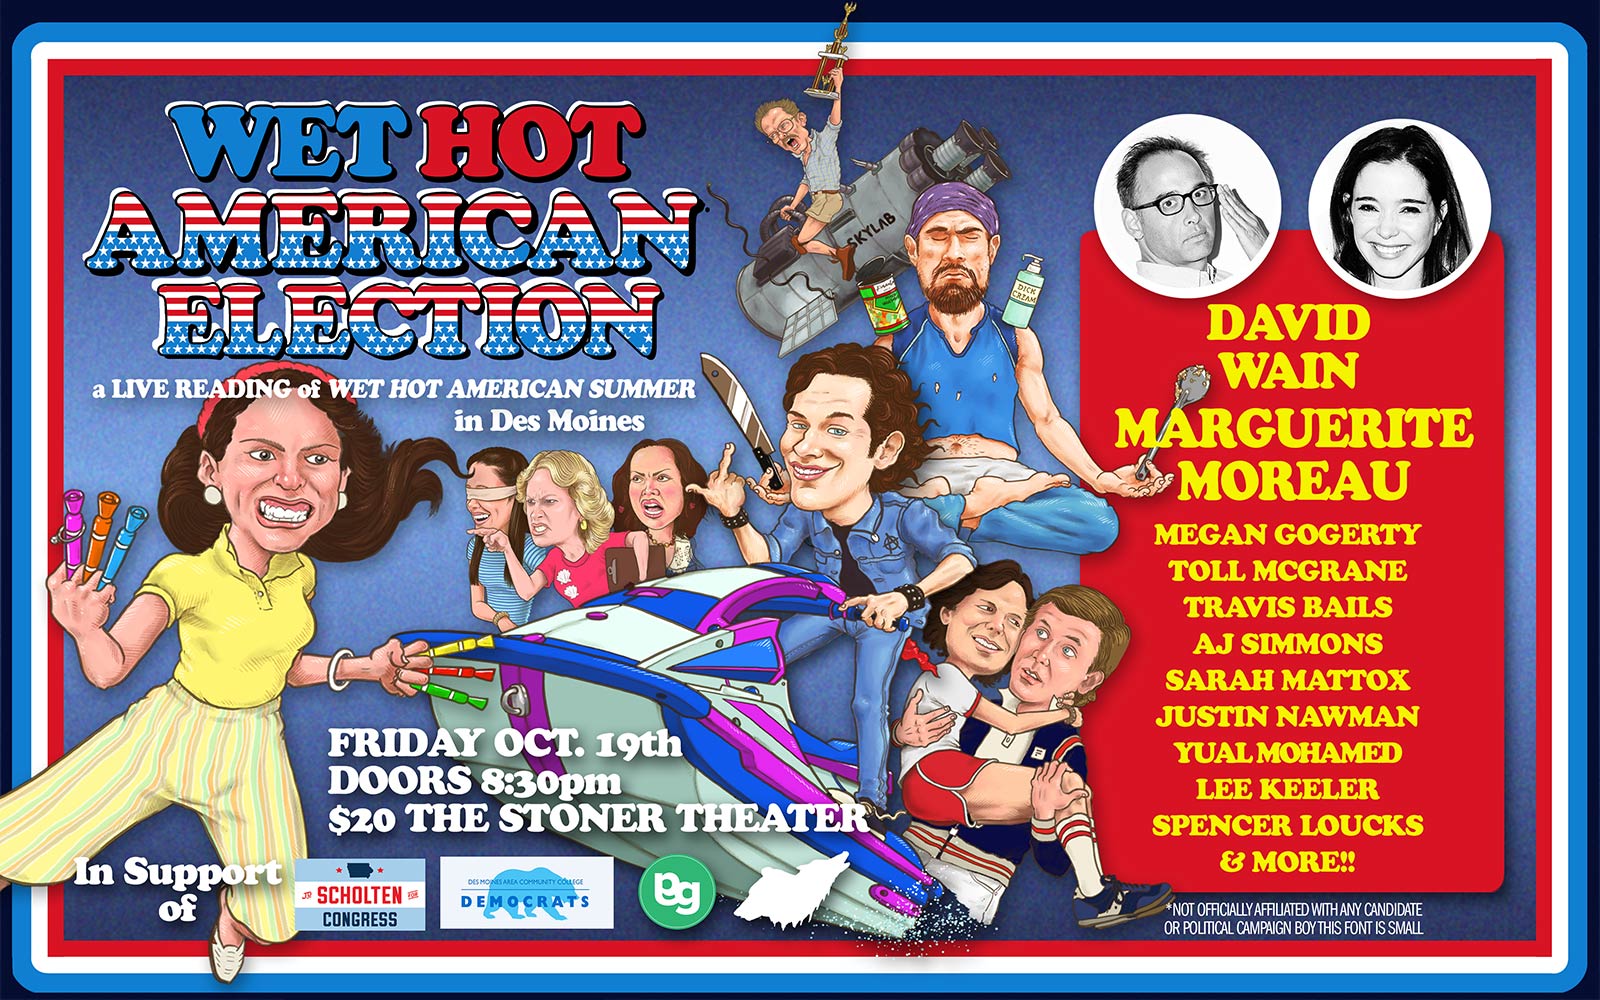 WET HOT
AMERICAN
ELECTION
a LIVE READING of WET HOT AMERICAN SUMMER
in Des Moines
SKYLAB
DICK
CREAM
DAVID
WAIN
MARGUERITE
MOREAU
MEGAN GOGERTY
TOLL MCGRANE
TRAVIS BAILS
AJ SIMMONS
SARAH MATTOX
JUSTIN NAWMAN
YUAL MOHAMED
LEE KEELER
SPENCER LOUCKS
& MORE!!
FRIDAY OCT. 19th
DOORS 8:30pm
$20 THE STONER THEATER
In Support
of
JD SCHOLTEN FOR
CONGRESS
DES MOINES AREA COMMUNITY COLLEGE
DEMOCRATS
pg
*NOT OFFICIALLY AFFILIATED WITH ANY CANDIDATE
OR POLITICAL CAMPAIGN BOY THIS FONT IS SMALL